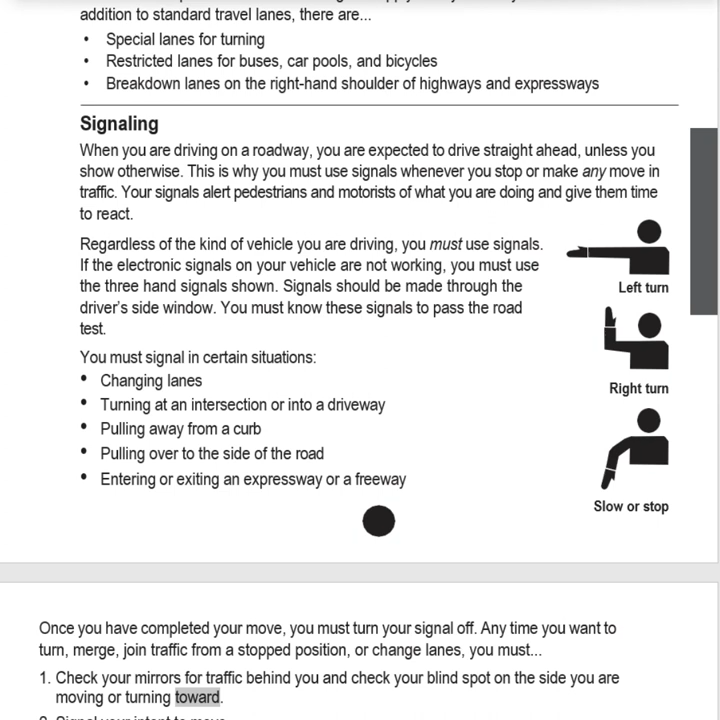 addition to standard travel lanes, there are...
• Special lanes for turning
• Restricted lanes for buses, car pools, and bicycles
• Breakdown lanes on the right-hand shoulder of highways and expressways
Signaling
When you are driving on a roadway, you are expected to drive straight ahead, unless you
show otherwise. This is why you must use signals whenever you stop or make any move in
traffic. Your signals alert pedestrians and motorists of what you are doing and give them time
to react.
Regardless of the kind of vehicle you are driving, you must use signals.
If the electronic signals on your vehicle are not working, you must use
the three hand signals shown. Signals should be made through the
driver's side window. You must know these signals to pass the road
test.
Left turn
Right turn
Slow or stop
You must signal in certain situations:
• Changing lanes
• Turning at an intersection or into a driveway
• Pulling away from a curb
• Pulling over to the side of the road
• Entering or exiting an expressway or a freeway
Once you have completed your move, you must turn your signal off. Any time you want to
turn, merge, join traffic from a stopped position, or change lanes, you must...
1. Check your mirrors for traffic behind you and check your blind spot on the side you are
moving or turning toward.